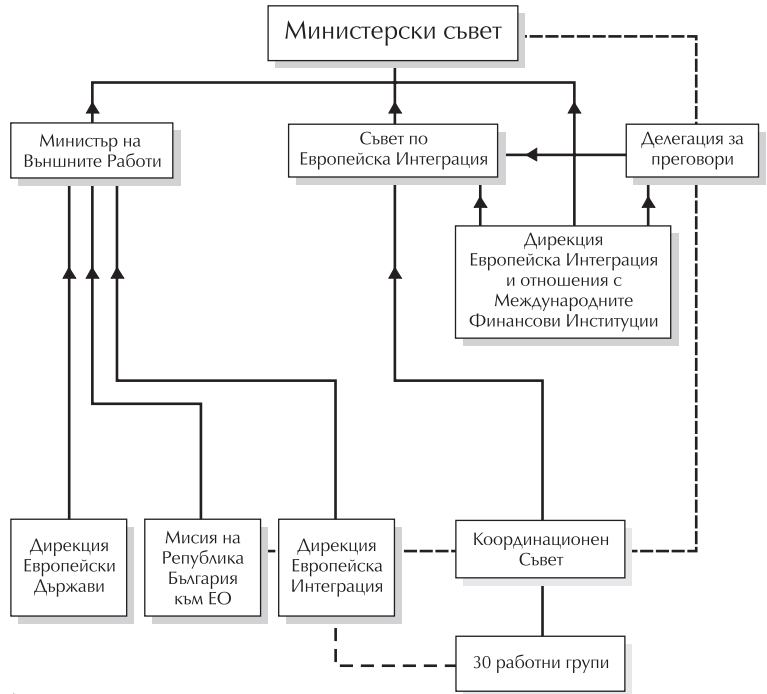 Министерски съвет
Министър на
Външните Работи
Съвет по
Европейска Интеграция
Делегация за
преговори
Дирекция
Европейска Интеграция
и отношения с
Международните
Финансови Институции
Дирекция
Европейски
Държави
Мисия на
Република
България
към ЕО
Дирекция
Европейска
Интеграция
Координационен
Съвет
30 работни групи